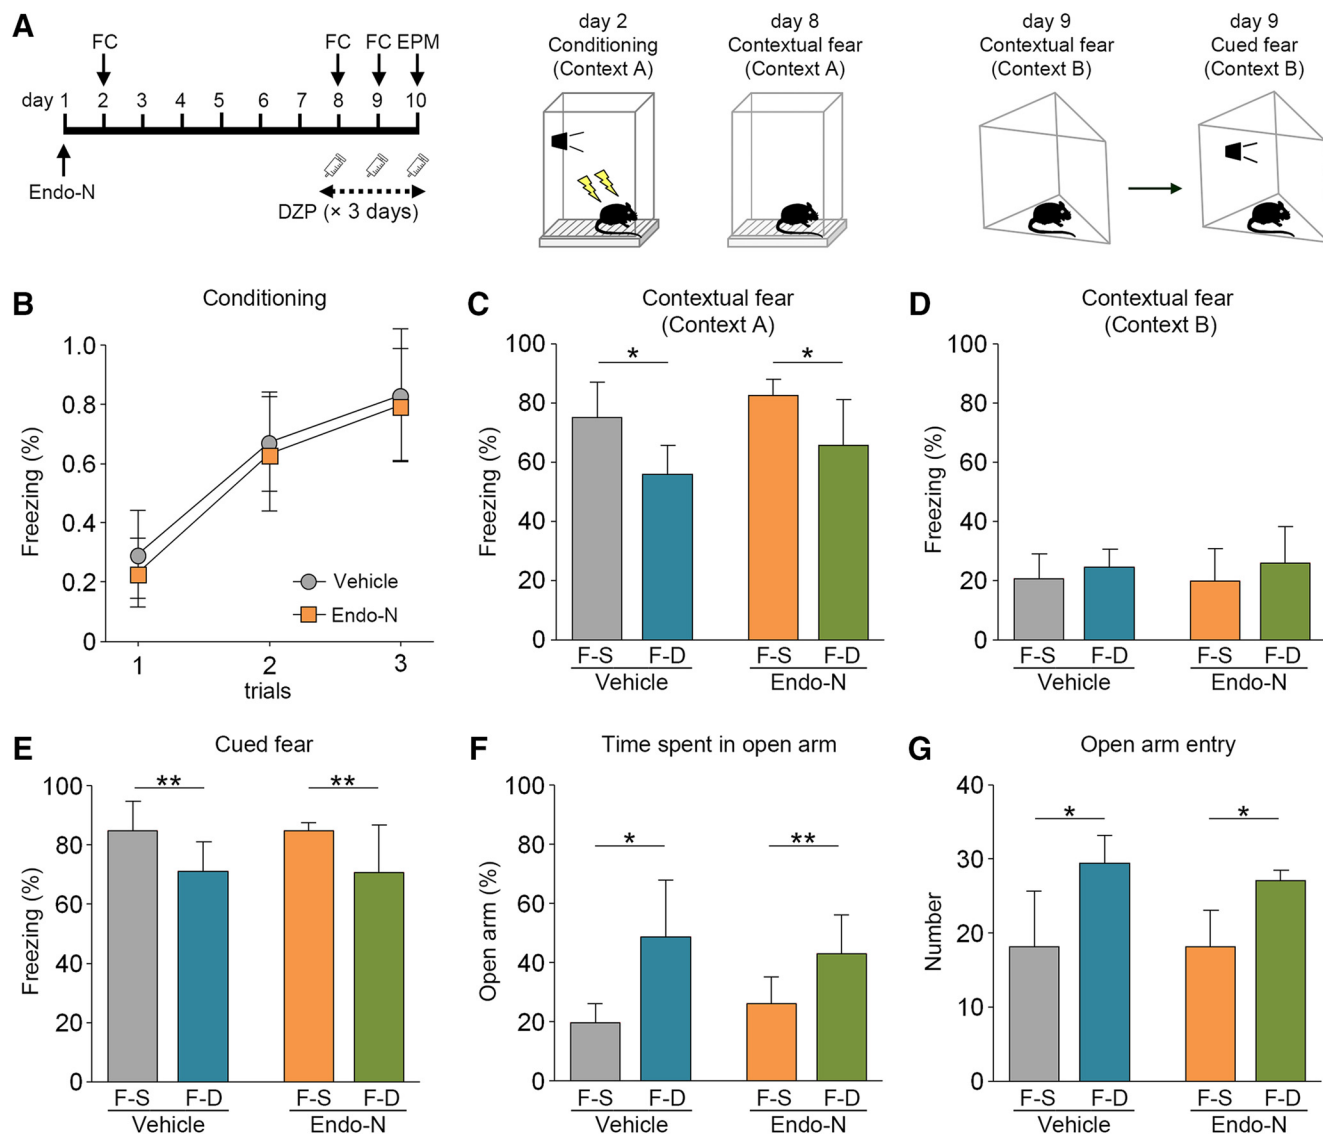 A
FC
FC
FC
EPM
day 1 2 3 4 5 6 7 8 9 10
Endo-N
DZP (× 3 days)
day 2
Conditioning
(Context A)
day 8
Contextual fear
(Context A)
day 9
Contextual fear
(Context B)
day 9
Cued fear
(Context B)
B
Conditioning
Freezing (%)
1.0
0.8
0.6
0.4
0.2
0
Vehicle
Endo-N
1 2 3
trials
C
Contextual fear
(Context A)
Freezing (%)
100
80
60
40
20
0
*
*
F-S F-D F-S F-D
Vehicle Endo-N
D
Contextual fear
(Context B)
Freezing (%)
100
80
60
40
20
0
F-S F-D F-S F-D
Vehicle Endo-N
E
Cued fear
Freezing (%)
100
80
60
40
20
0
**
**
F-S F-D F-S F-D
Vehicle Endo-N
F
Time spent in open arm
Open arm (%)
100
80
60
40
20
0
*
**
F-S F-D F-S F-D
Vehicle Endo-N
G
Open arm entry
Number
40
30
20
10
0
*
*
F-S F-D F-S F-D
Vehicle Endo-N